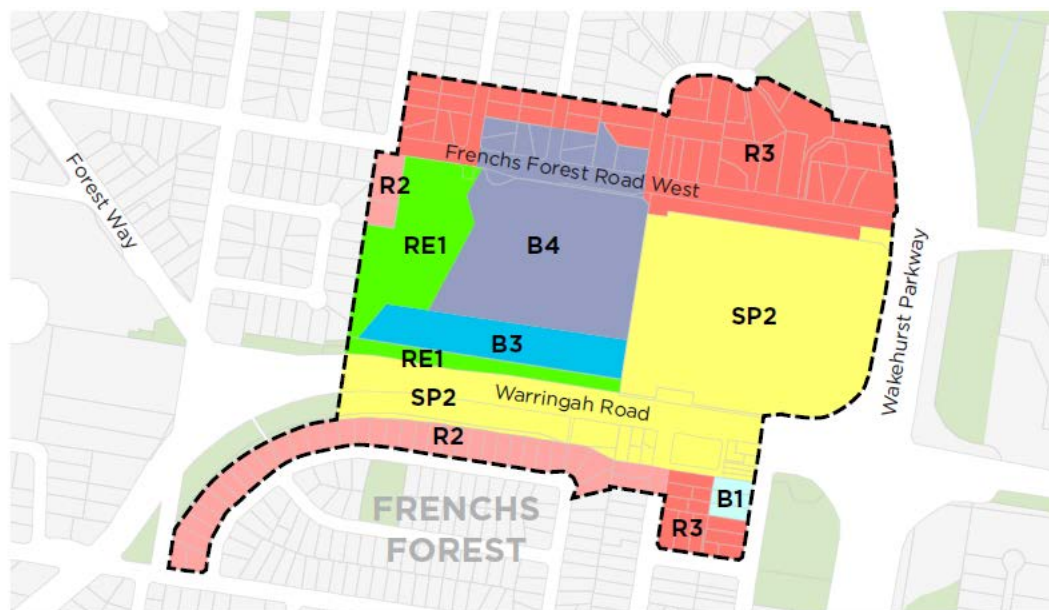 R3
Frenchs Forest Road West
R2
Forest Way
RE1
B4
Wakehurst Parkway
SP2
B3
RE1
SP2
Warringah Road
R2
B1
R3
FRENCHS
FOREST